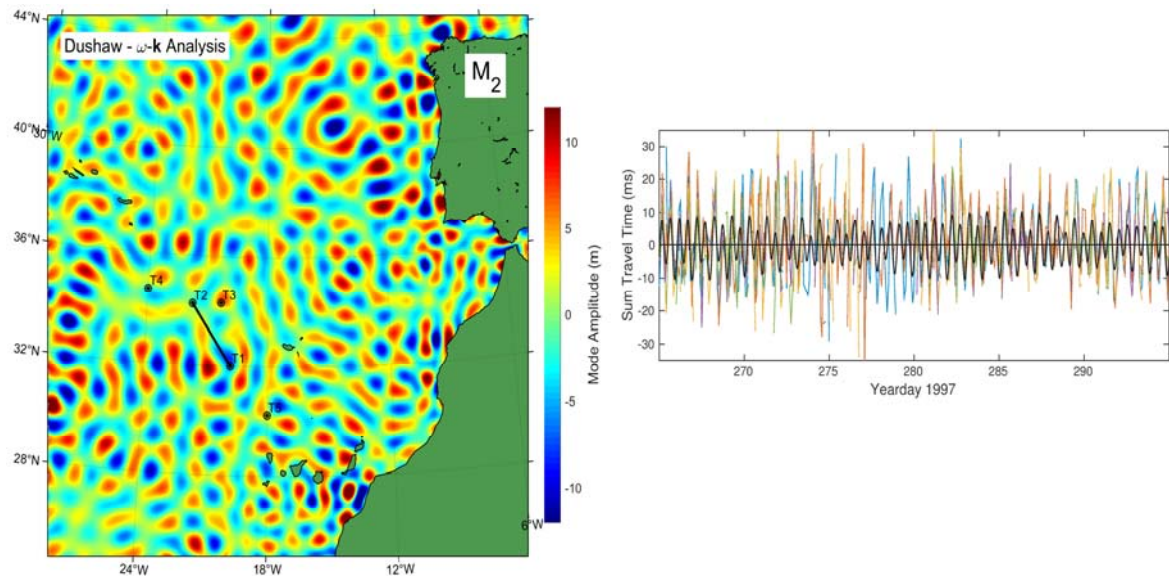 44°N
40°N
30°W
36°N
32°N
28°N
24°W
18°W
12°W
6°W
Dushaw - ω-k Analysis
M2
T4
T2
T3
T1
T5
10
5
0
-5
-10
Mode Amplitude (m)
30
20
10
0
-10
-20
-30
Sum Travel Time (ms)
270
275
280
285
290
Yearday 1997